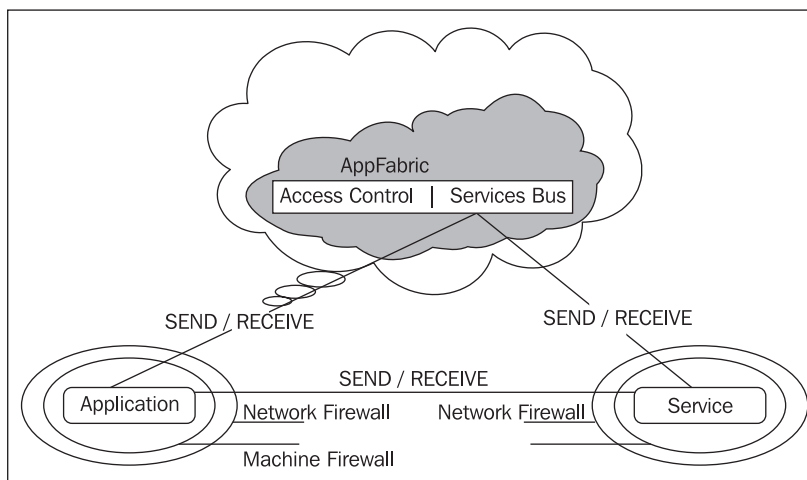 AppFabric
Access Control | Services Bus
SEND / RECEIVE
SEND / RECEIVE
SEND / RECEIVE
Application
Service
Network Firewall
Network Firewall
Machine Firewall